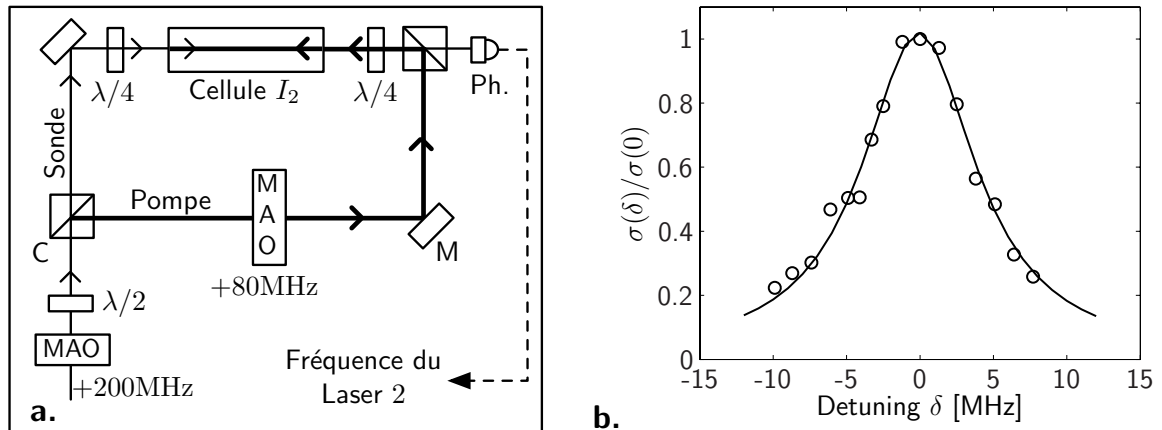 λ/4
Cellule I₂
λ/4
Ph.
Sonde
Pompe
MAO
C
M
+80MHz
λ/2
MAO
+200MHz
Fréquence du
Laser 2
a.
σ(δ)/σ(0)
1
0.8
0.6
0.4
0.2
0
-15 -10 -5 0 5 10 15
Detuning δ [MHz]
b.